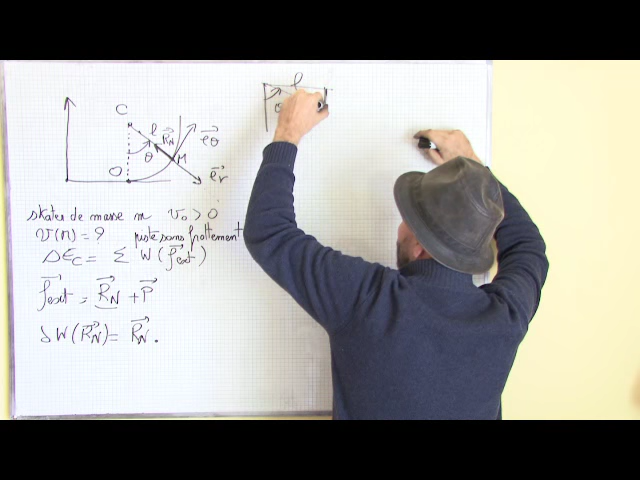 C
l
l
R⃗N
e⃗θ
θ
M
O
e⃗r
skater de masse m v₀ > 0
v(M) = ? piste sans frottement
ΔEc = Σ W(f⃗ext)
f⃗ext = R⃗N + P⃗
δW(R⃗N) = R⃗N .